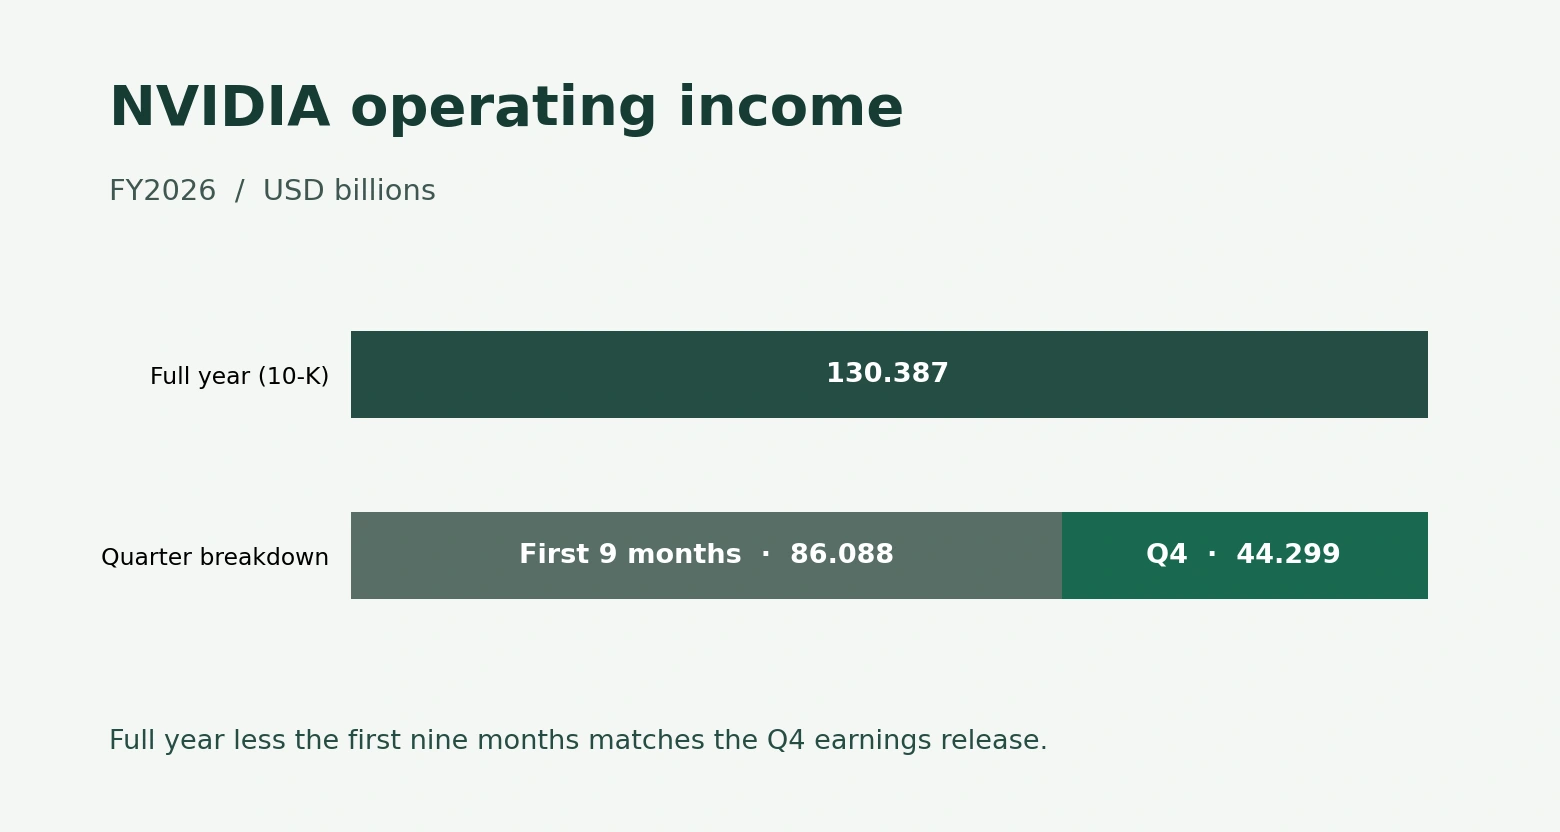 NVIDIA operating income
FY2026 / USD billions
Full year (10-K)
130.387
Quarter breakdown
First 9 months · 86.088
Q4 · 44.299
Full year less the first nine months matches the Q4 earnings release.